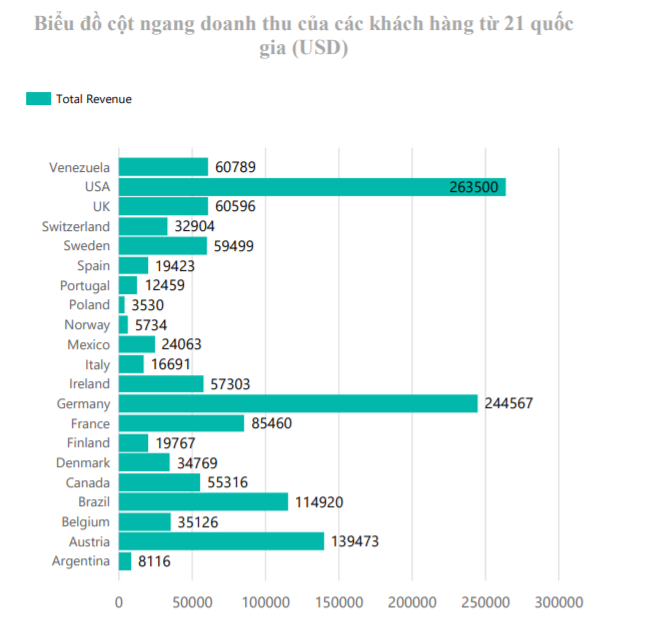 Biểu đồ cột ngang doanh thu của các khách hàng từ 21 quốc
gia (USD)
Total Revenue
Venezuela 60789
USA 263500
UK 60596
Switzerland 32904
Sweden 59499
Spain 19423
Portugal 12459
Poland 3530
Norway 5734
Mexico 24063
Italy 16691
Ireland 57303
Germany 244567
France 85460
Finland 19767
Denmark 34769
Canada 55316
Brazil 114920
Belgium 35126
Austria 139473
Argentina 8116
0 50000 100000 150000 200000 250000 300000